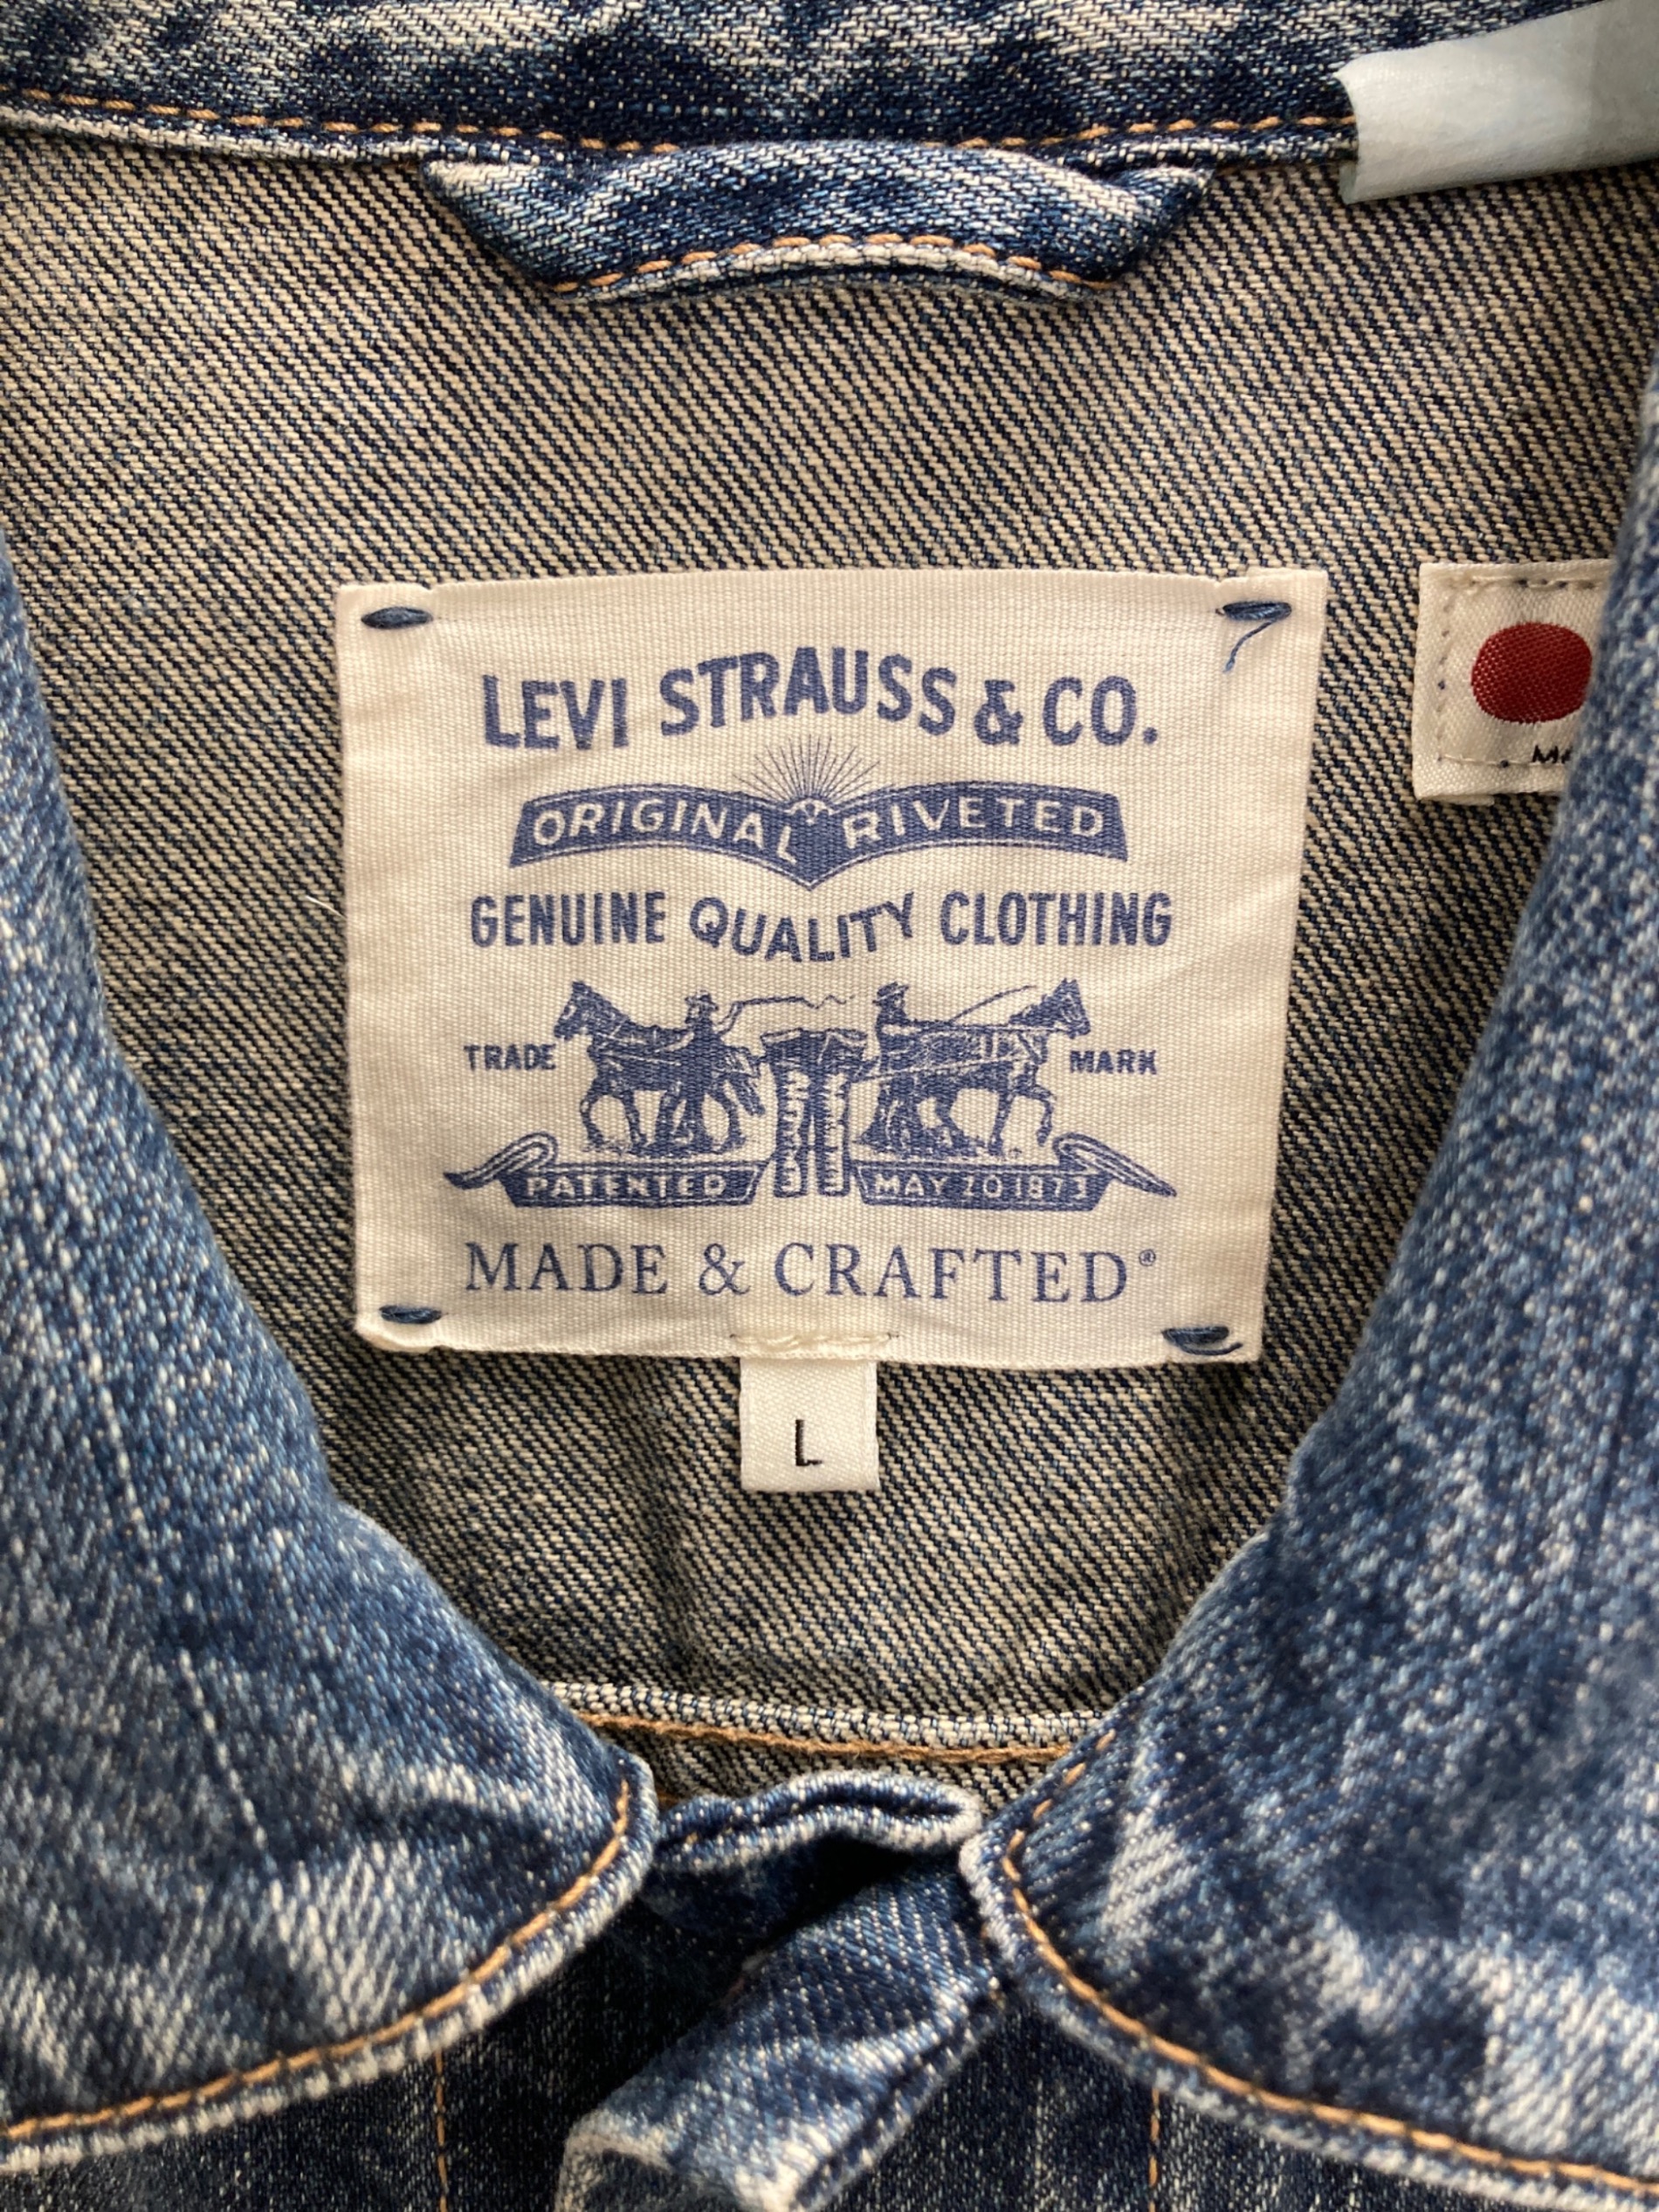 LEVI STRAUSS & CO.
ORIGINAL RIVETED
GENUINE QUALITY CLOTHING
TRADE MARK
PATENTED MAY 20 1873
MADE & CRAFTED®
L